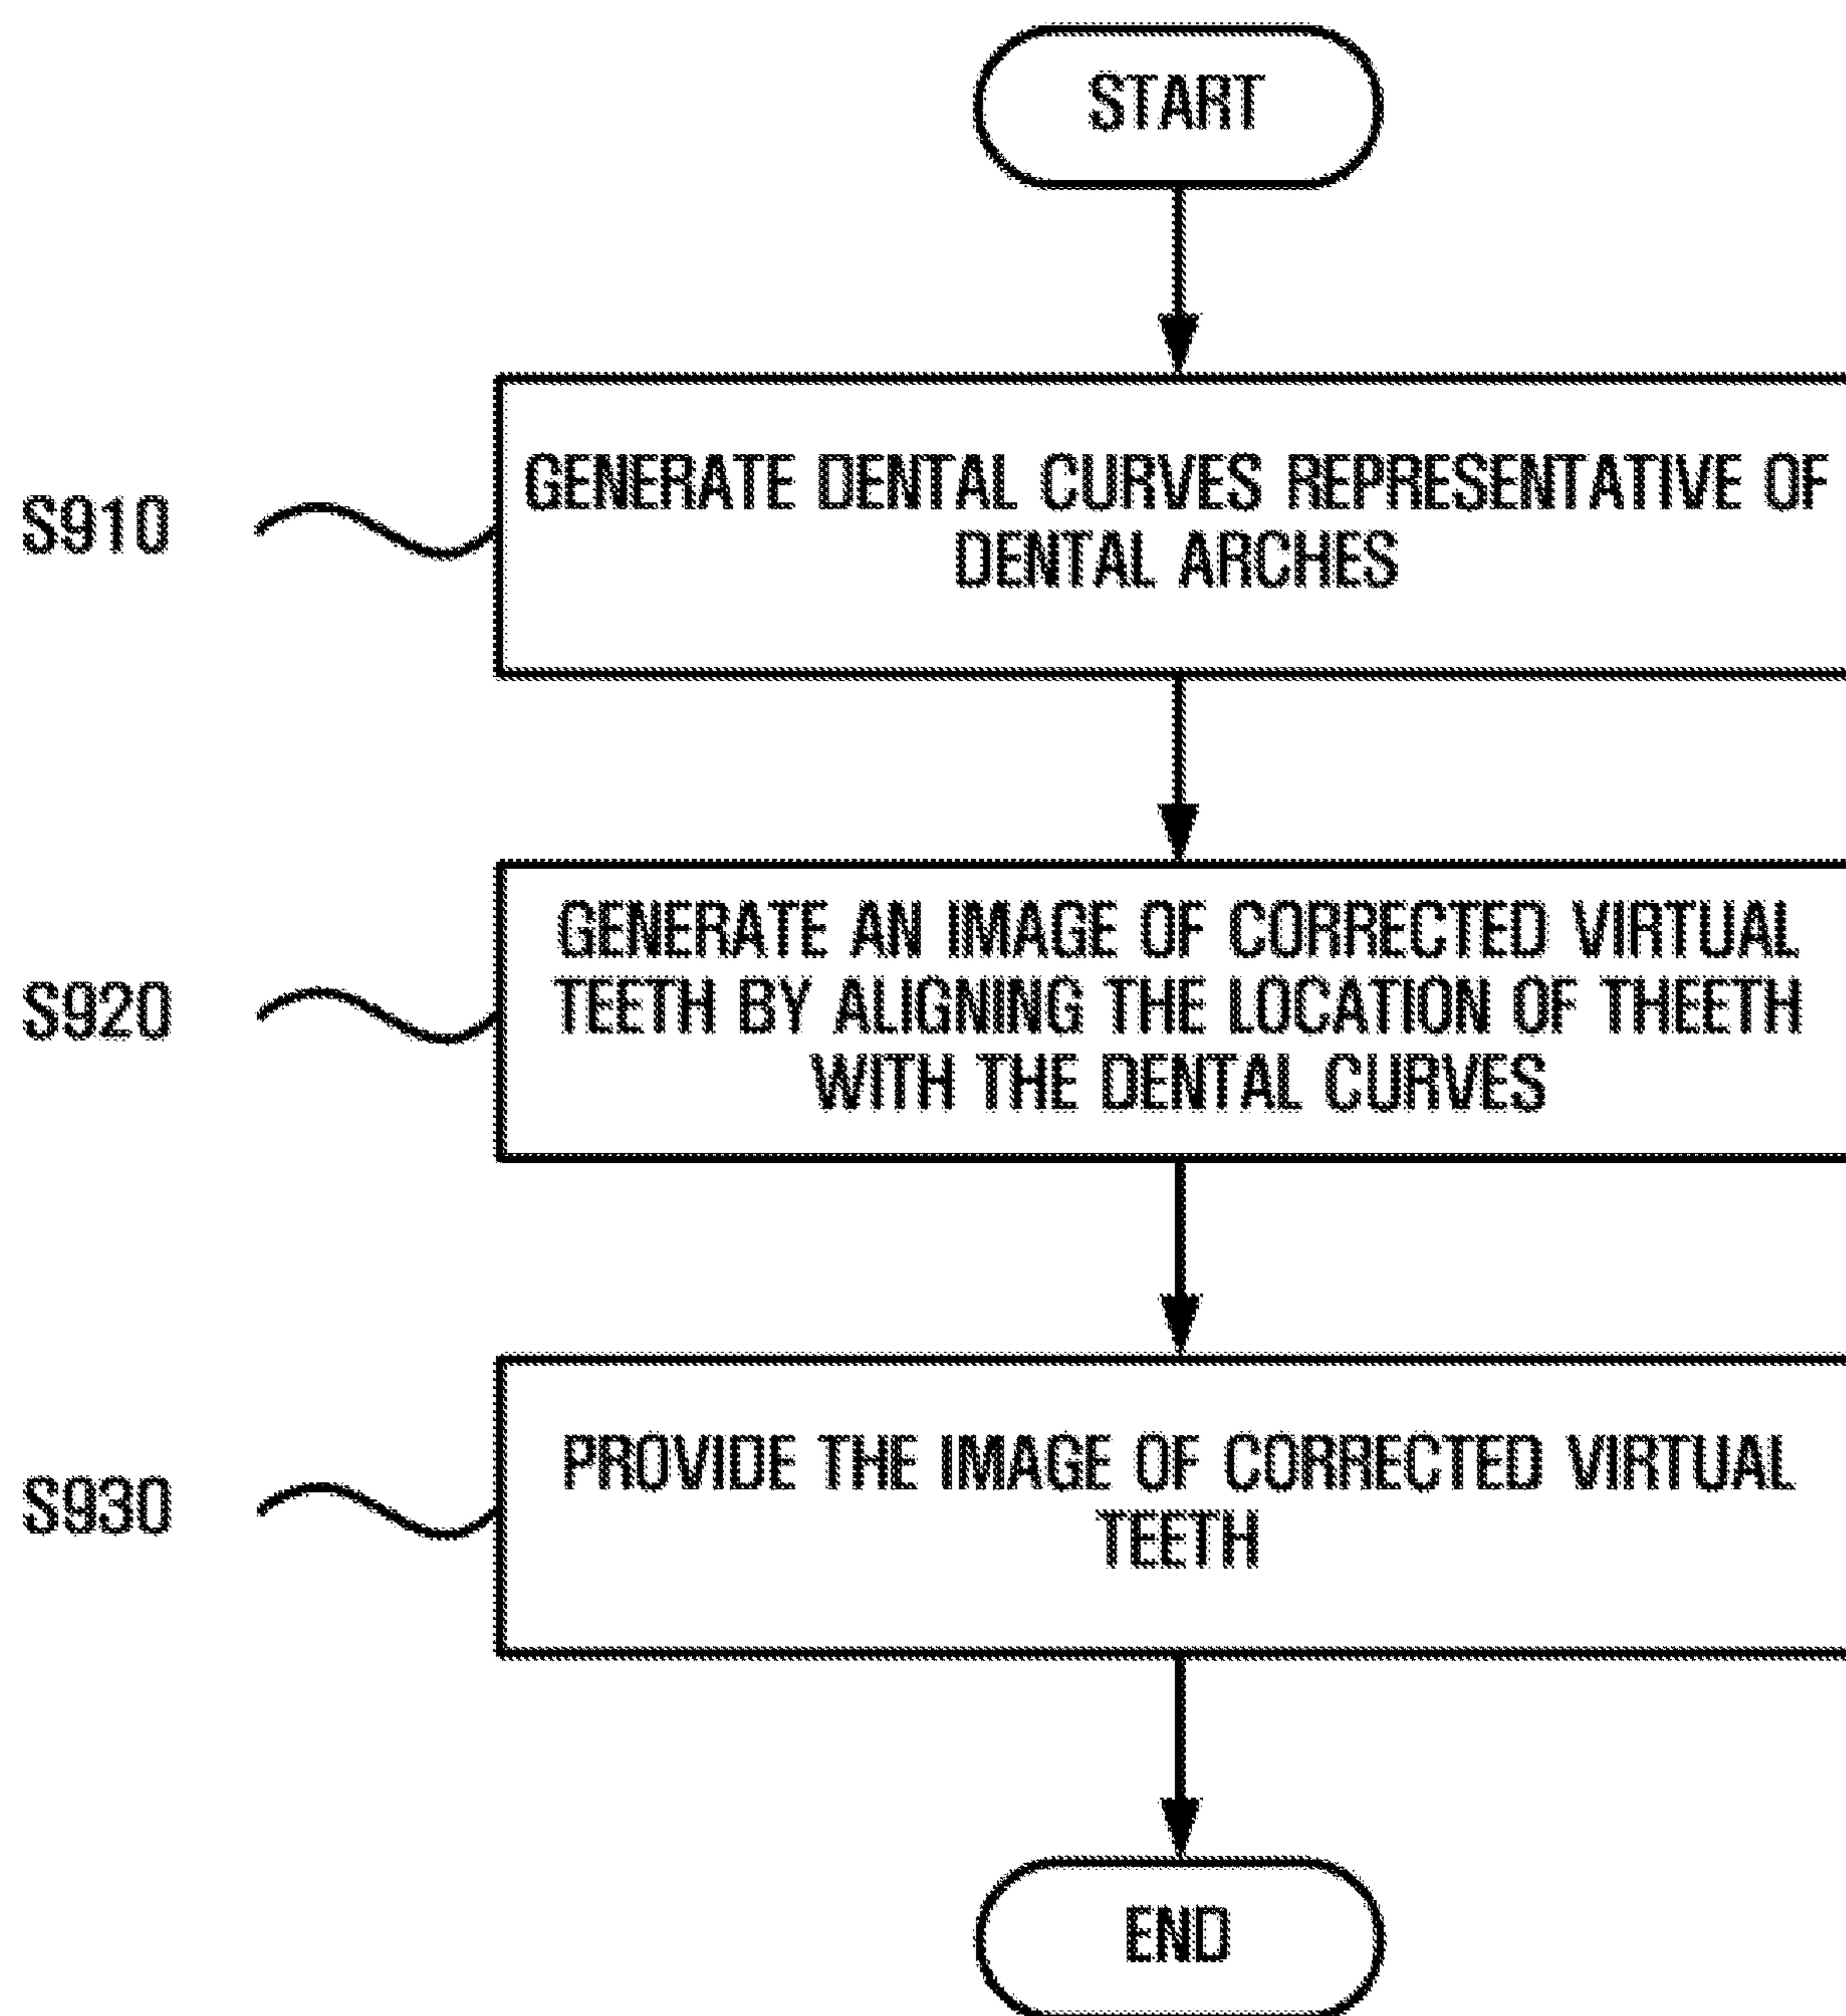 START
S910
GENERATE DENTAL CURVES REPRESENTATIVE OF
DENTAL ARCHES
S920
GENERATE AN IMAGE OF CORRECTED VIRTUAL
TEETH BY ALIGNING THE LOCATION OF THEETH
WITH THE DENTAL CURVES
S930
PROVIDE THE IMAGE OF CORRECTED VIRTUAL
TEETH
END